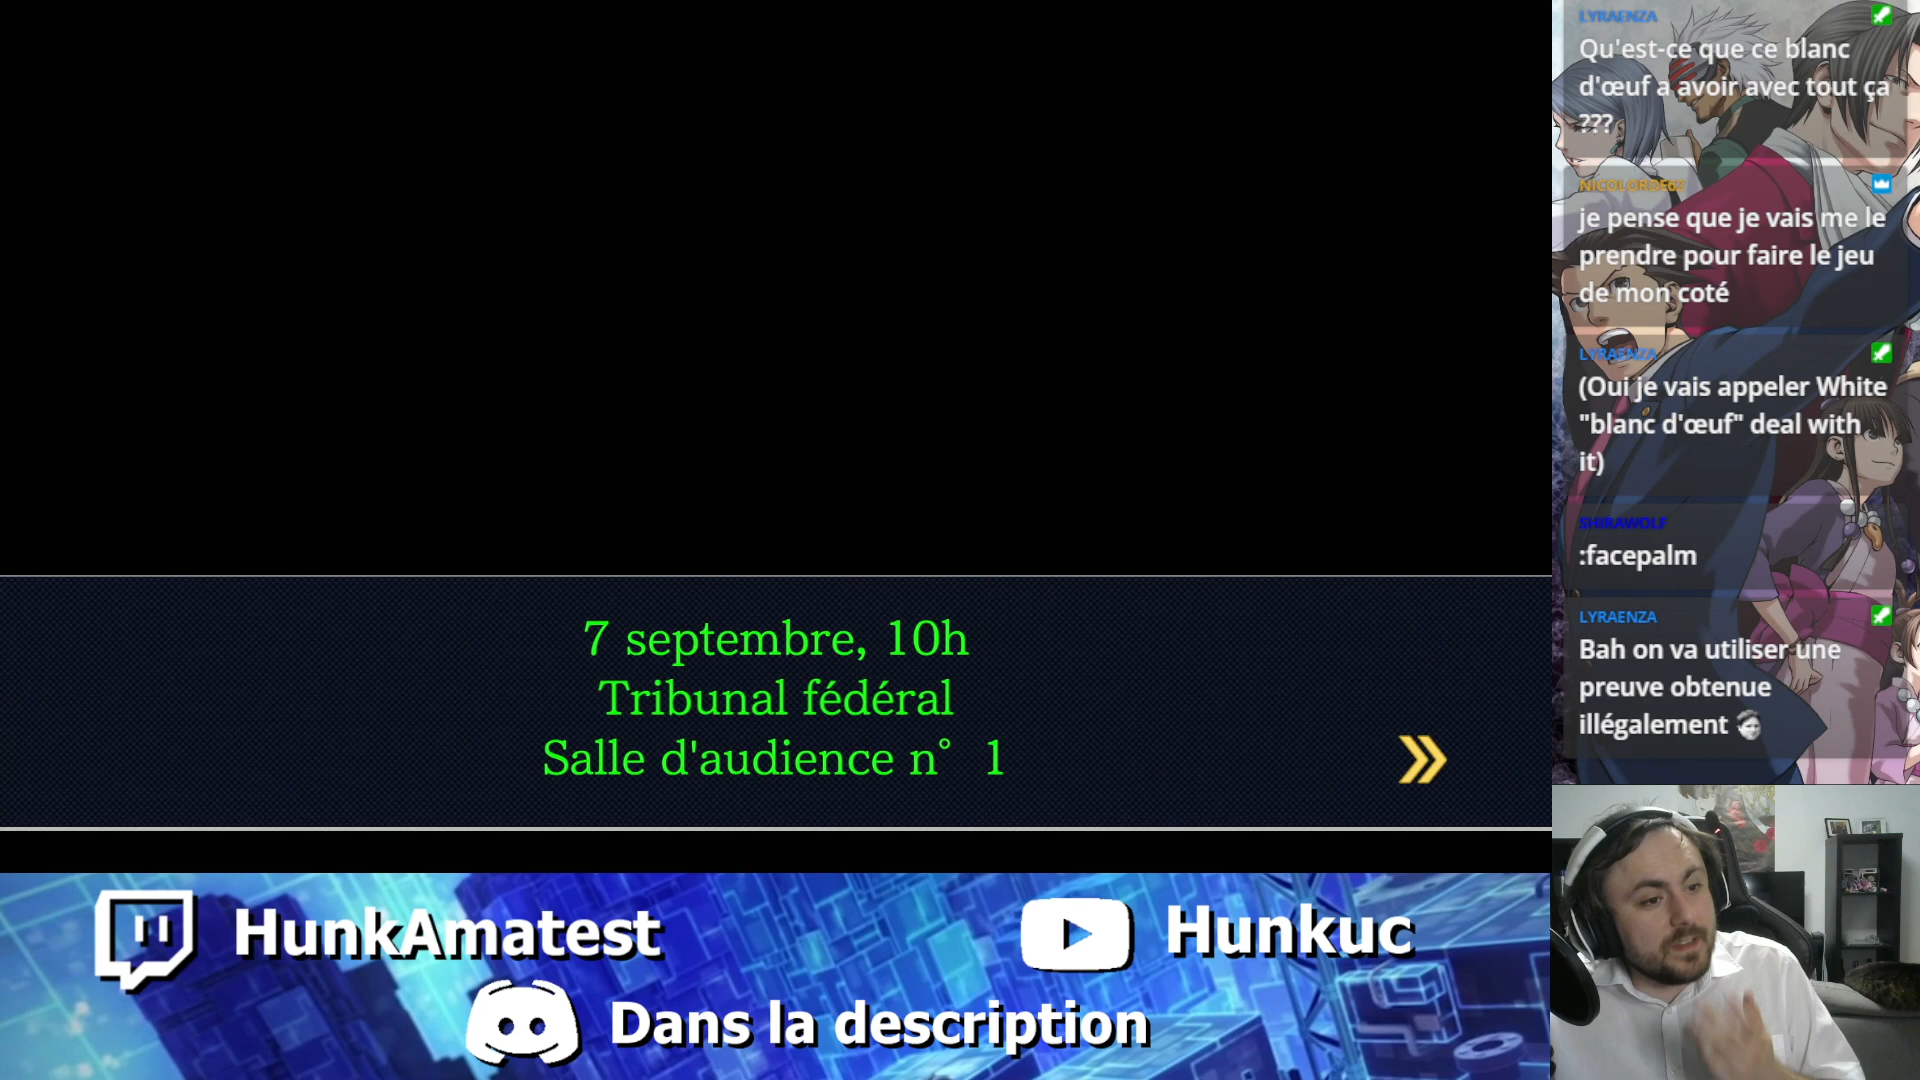 7 septembre, 10h
Tribunal fédéral
Salle d'audience n° 1
HunkAmatest
Hunkuc
Dans la description
LYRAENZA
Qu'est-ce que ce blanc
d'œuf a avoir avec tout ça
???
NICOLORDE62
je pense que je vais me le
prendre pour faire le jeu
de mon coté
LYRAENZA
(Oui je vais appeler White
"blanc d'œuf" deal with
it)
SHIRAWOLF
:facepalm
LYRAENZA
Bah on va utiliser une
preuve obtenue
illégalement